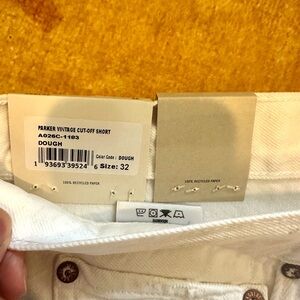 PARKER VINTAGE CUT-OFF SHORT
A026C-1183
DOUGH
Color Code : DOUGH
1 93693 39524 6 Size: 32
100% RECYCLED PAPER
100% RECYCLED PAPER